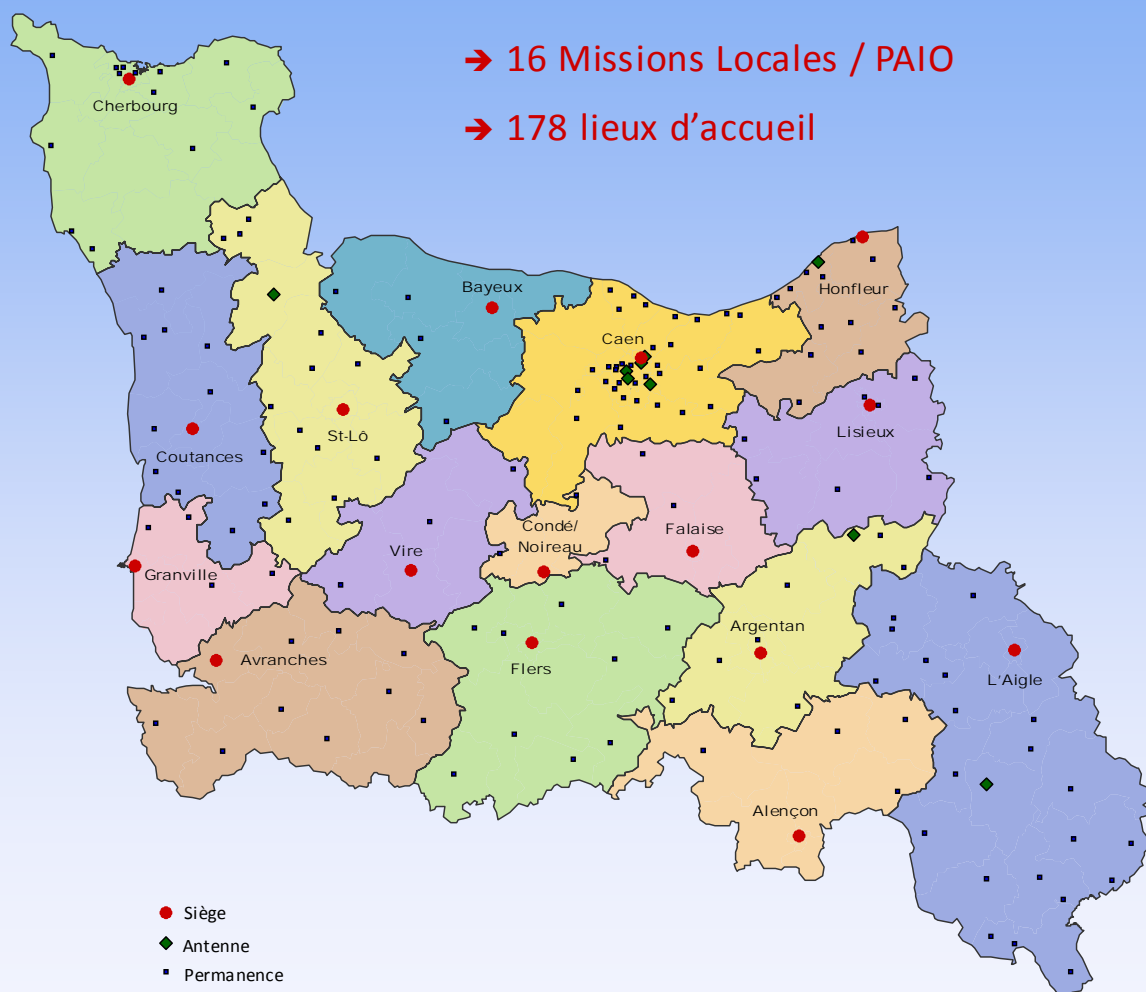 ➔ 16 Missions Locales / PAIO
➔ 178 lieux d’accueil
Cherbourg
Bayeux
Honfleur
Caen
Lisieux
St-Lô
Coutances
Condé/
Noireau
Falaise
Vire
Granville
Argentan
Avranches
Flers
L’Aigle
Alençon
Siège
Antenne
Permanence